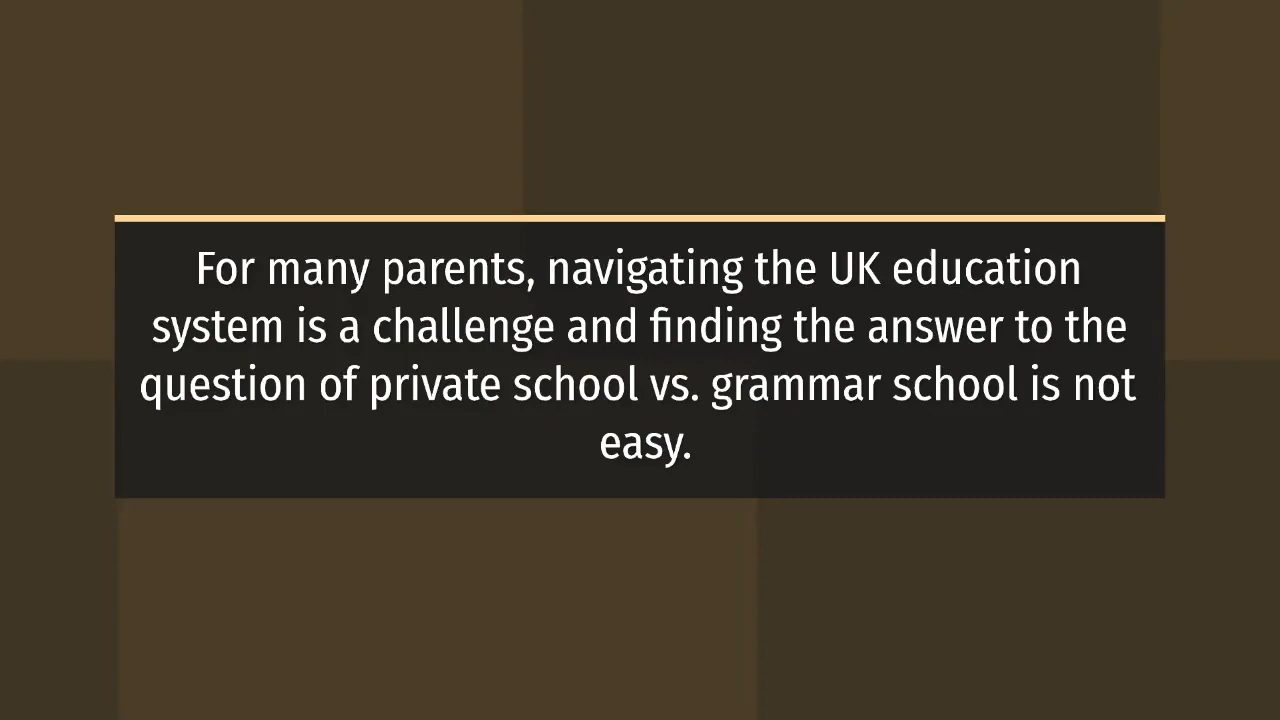 For many parents, navigating the UK education
system is a challenge and finding the answer to the
question of private school vs. grammar school is not
easy.